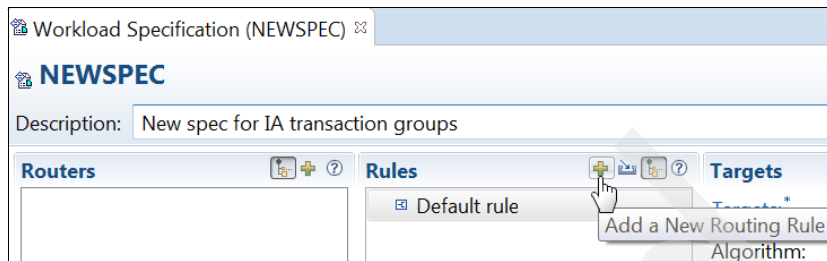 Workload Specification (NEWSPEC)
NEWSPEC
Description: New spec for IA transaction groups
Routers Rules Targets
Default rule Targets:*
Add a New Routing Rule
Algorithm: